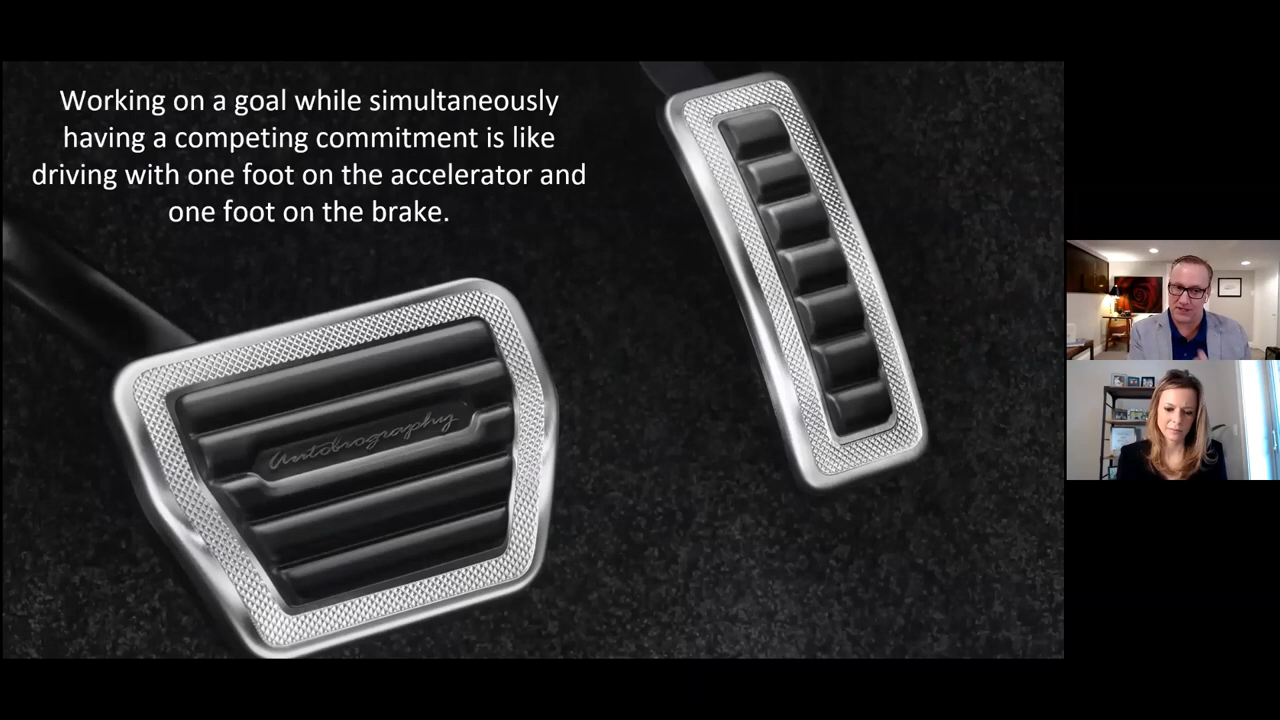 Working on a goal while simultaneously
having a competing commitment is like
driving with one foot on the accelerator and
one foot on the brake.
Autobiography